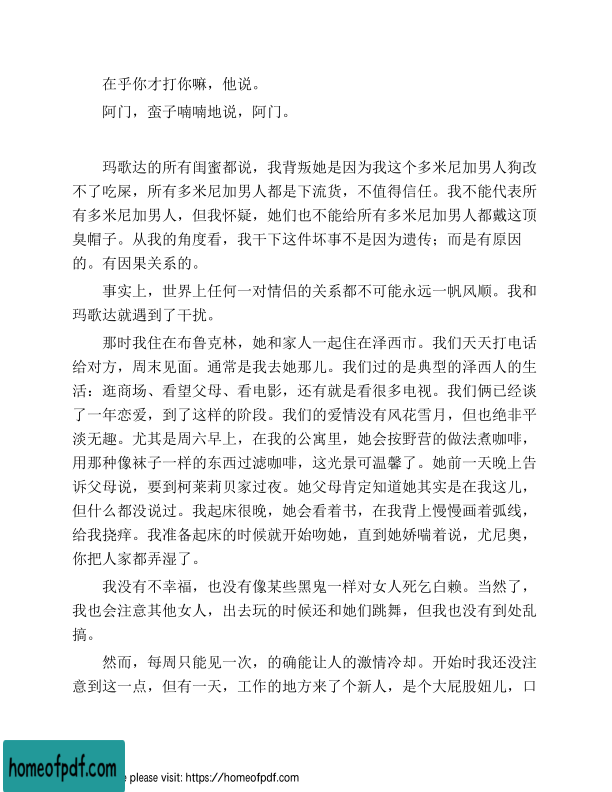 在乎你才打你嘛，他说。
阿门，蛮子喃喃地说，阿门。
玛歌达的所有闺蜜都说，我背叛她是因为我这个多米尼加男人狗改
不了吃屎，所有多米尼加男人都是下流货，不值得信任。我不能代表所
有多米尼加男人，但我怀疑，她们也不能给所有多米尼加男人都戴这顶
臭帽子。从我的角度看，我干下这件坏事不是因为遗传；而是有原因
的。有因果关系的。
事实上，世界上任何一对情侣的关系都不可能永远一帆风顺。我和
玛歌达就遇到了干扰。
那时我住在布鲁克林，她和家人一起住在泽西市。我们天天打电话
给对方，周末见面。通常是我去她那儿。我们过的是典型的泽西人的生
活：逛商场、看望父母、看电影，还有就是看很多电视。我们俩已经谈
了一年恋爱，到了这样的阶段。我们的爱情没有风花雪月，但也绝非平
淡无趣。尤其是周六早上，在我的公寓里，她会按野营的做法煮咖啡，
用那种像袜子一样的东西过滤咖啡，这光景可温馨了。她前一天晚上告
诉父母说，要到柯莱莉贝家过夜。她父母肯定知道她其实是在我这儿，
但什么都没说过。我起床很晚，她会看着书，在我背上慢慢画着弧线，
给我挠痒。我准备起床的时候就开始吻她，直到她娇喘着说，尤尼奥，
你把人家都弄湿了。
我没有不幸福，也没有像某些黑鬼一样对女人死乞白赖。当然了，
我也会注意其他女人，出去玩的时候还和她们跳舞，但我也没有到处乱
搞。
然而，每周只能见一次，的确能让人的激情冷却。开始时我还没注
意到这一点，但有一天，工作的地方来了个新人，是个大屁股妞儿，口
homeofpdf.com
e please visit: https://homeofpdf.com